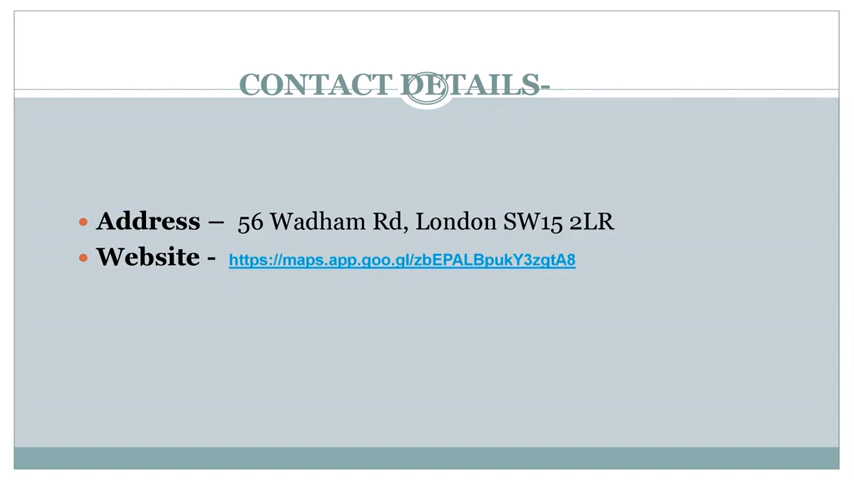 CONTACT DETAILS-
Address – 56 Wadham Rd, London SW15 2LR
Website - https://maps.app.goo.gl/zbEPALBpukY3zgtA8